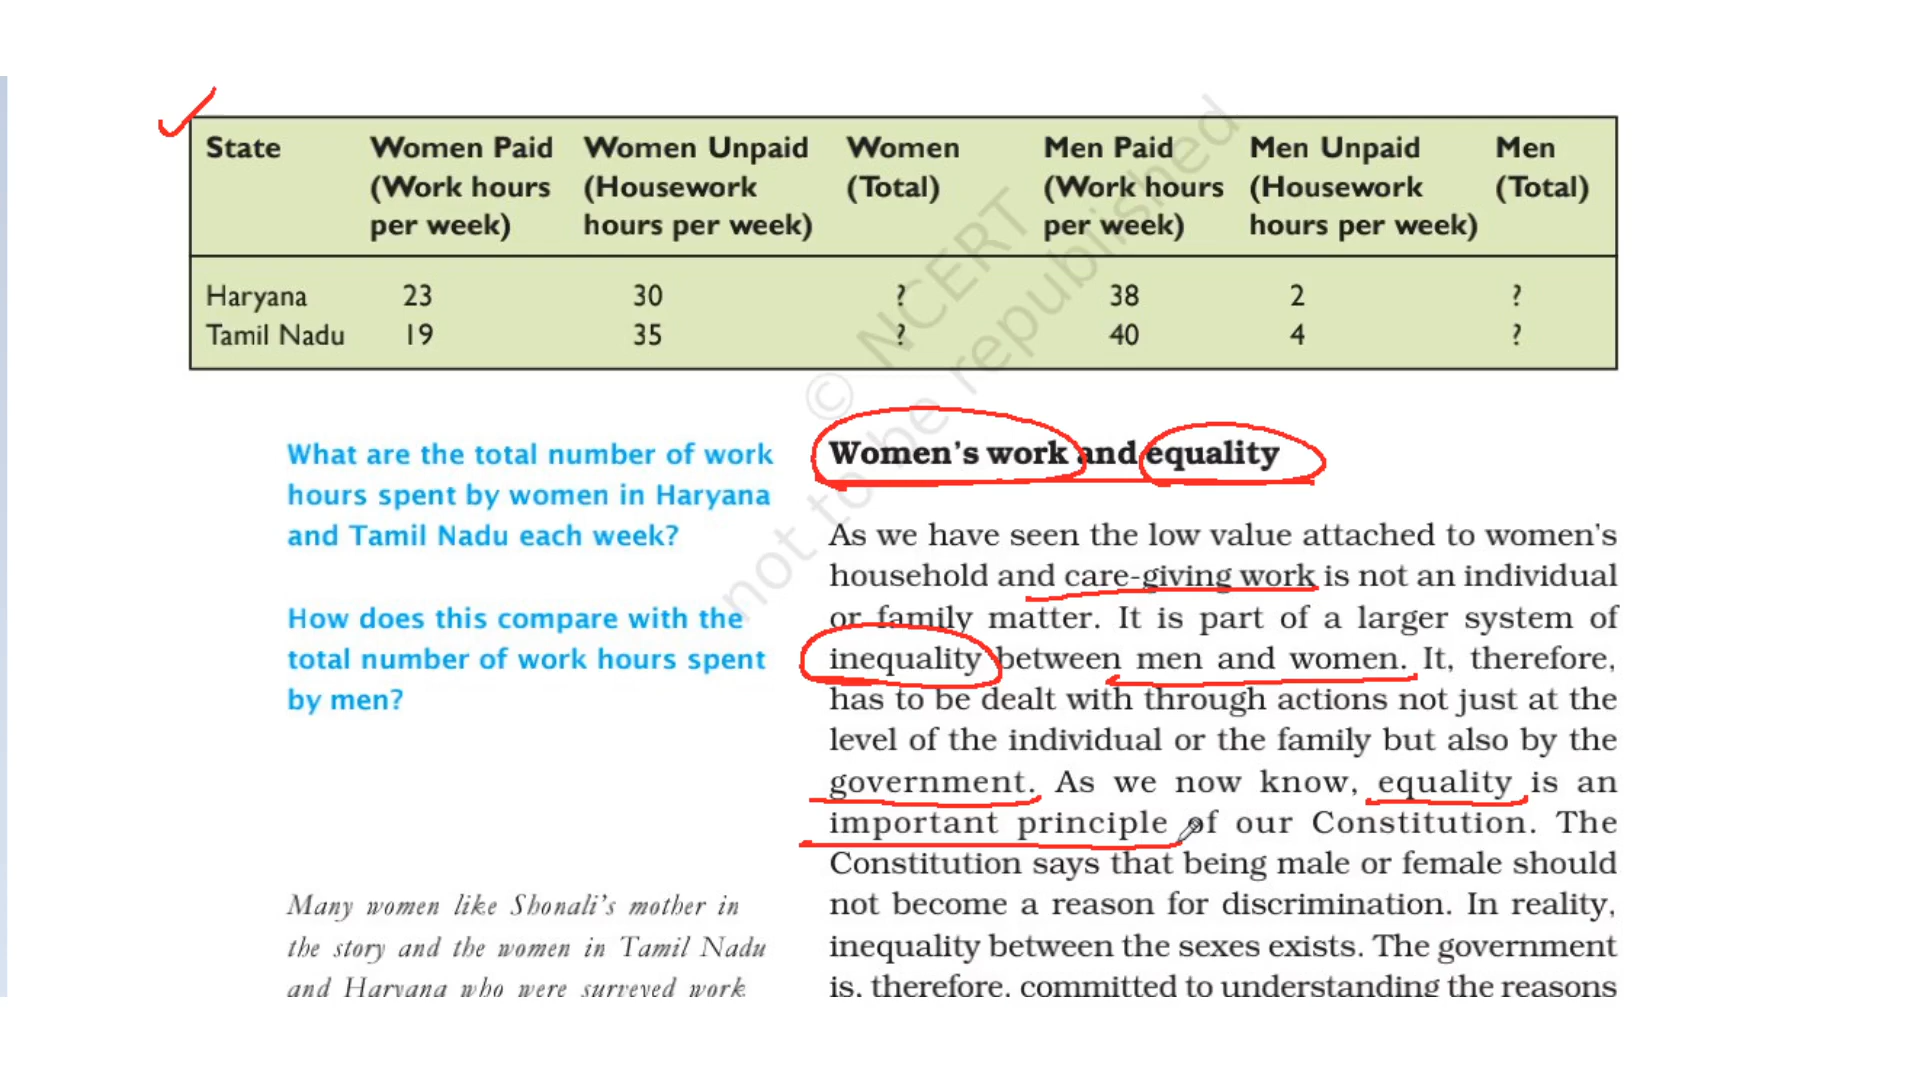 State Women Paid Women Unpaid Women Men Paid Men Unpaid Men
(Work hours (Housework (Total) (Work hours (Housework (Total)
per week) hours per week) per week) hours per week)
Haryana 23 30 ? 38 2 ?
Tamil Nadu 19 35 ? 40 4 ?
© NCERT
not to be republished
What are the total number of work
hours spent by women in Haryana
and Tamil Nadu each week?
How does this compare with the
total number of work hours spent
by men?
Many women like Shonali's mother in
the story and the women in Tamil Nadu
and Haryana who were surveyed work
Women's work and equality
As we have seen the low value attached to women's
household and care-giving work is not an individual
or family matter. It is part of a larger system of
inequality between men and women. It, therefore,
has to be dealt with through actions not just at the
level of the individual or the family but also by the
government. As we now know, equality is an
important principle of our Constitution. The
Constitution says that being male or female should
not become a reason for discrimination. In reality,
inequality between the sexes exists. The government
is, therefore, committed to understanding the reasons